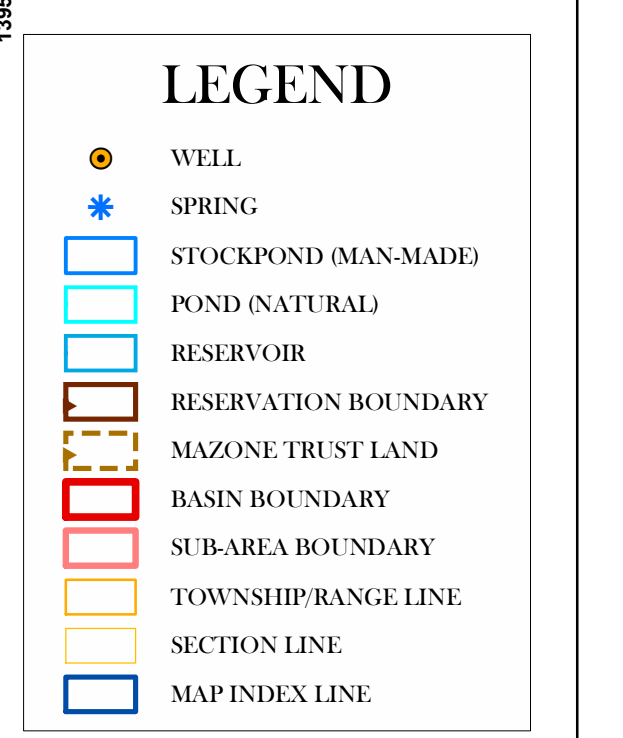 1395
LEGEND
WELL
SPRING
STOCKPOND (MAN-MADE)
POND (NATURAL)
RESERVOIR
RESERVATION BOUNDARY
MAZONE TRUST LAND
BASIN BOUNDARY
SUB-AREA BOUNDARY
TOWNSHIP/RANGE LINE
SECTION LINE
MAP INDEX LINE